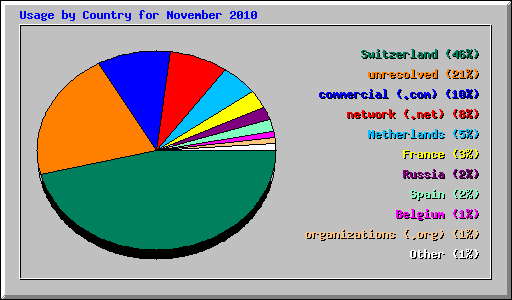 Usage by Country for November 2010
Switzerland (46%)
unresolved (21%)
commercial (.com) (10%)
network (.net) (8%)
Netherlands (5%)
France (3%)
Russia (2%)
Spain (2%)
Belgium (1%)
organizations (.org) (1%)
Other (1%)